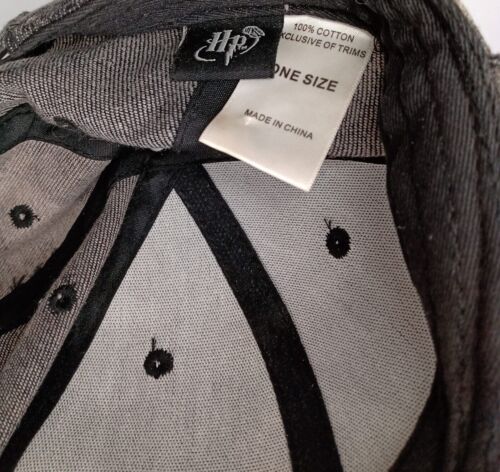 HP
100% COTTON
EXCLUSIVE OF TRIMS
ONE SIZE
MADE IN CHINA